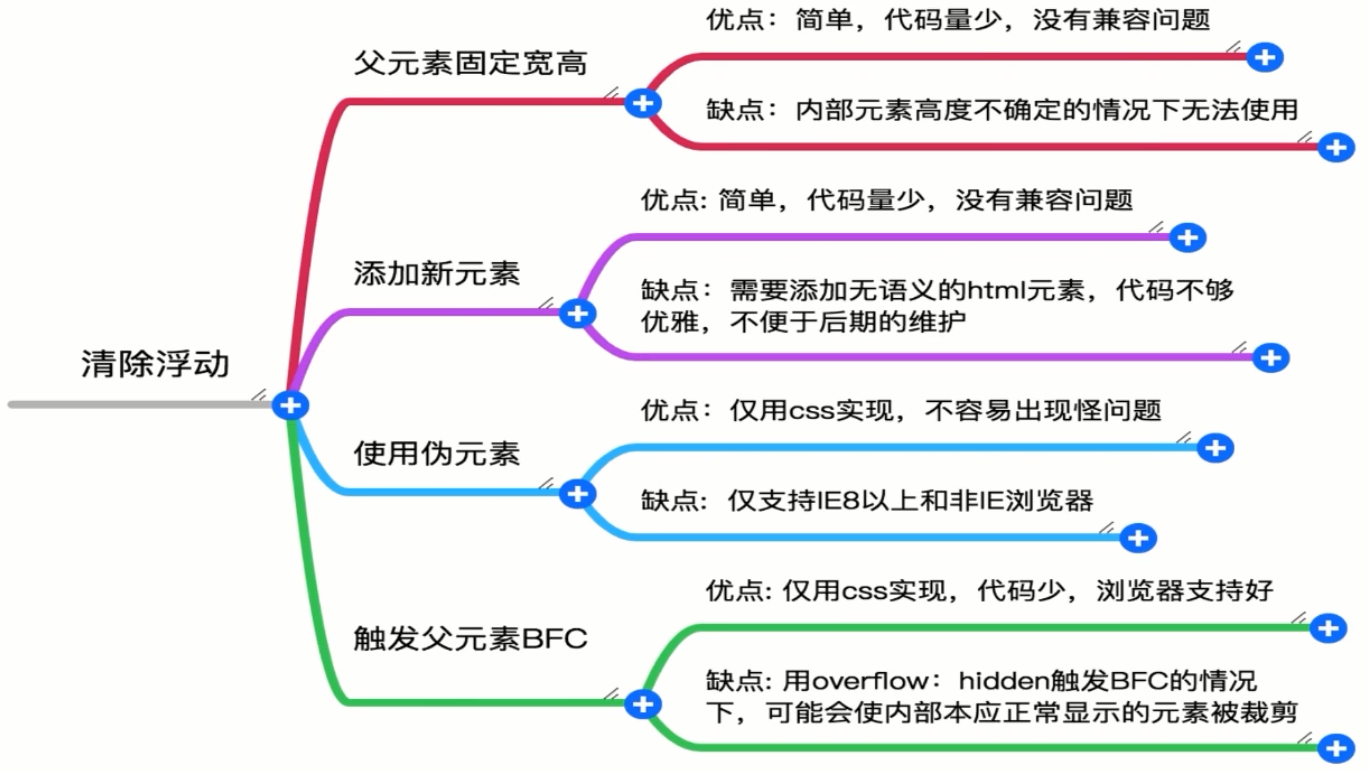 清除浮动
父元素固定宽高
优点：简单，代码量少，没有兼容问题
缺点：内部元素高度不确定的情况下无法使用
添加新元素
优点: 简单，代码量少，没有兼容问题
缺点：需要添加无语义的html元素，代码不够
优雅，不便于后期的维护
使用伪元素
优点：仅用css实现，不容易出现怪问题
缺点：仅支持IE8以上和非IE浏览器
触发父元素BFC
优点: 仅用css实现，代码少，浏览器支持好
缺点: 用overflow：hidden触发BFC的情况
下，可能会使内部本应正常显示的元素被裁剪